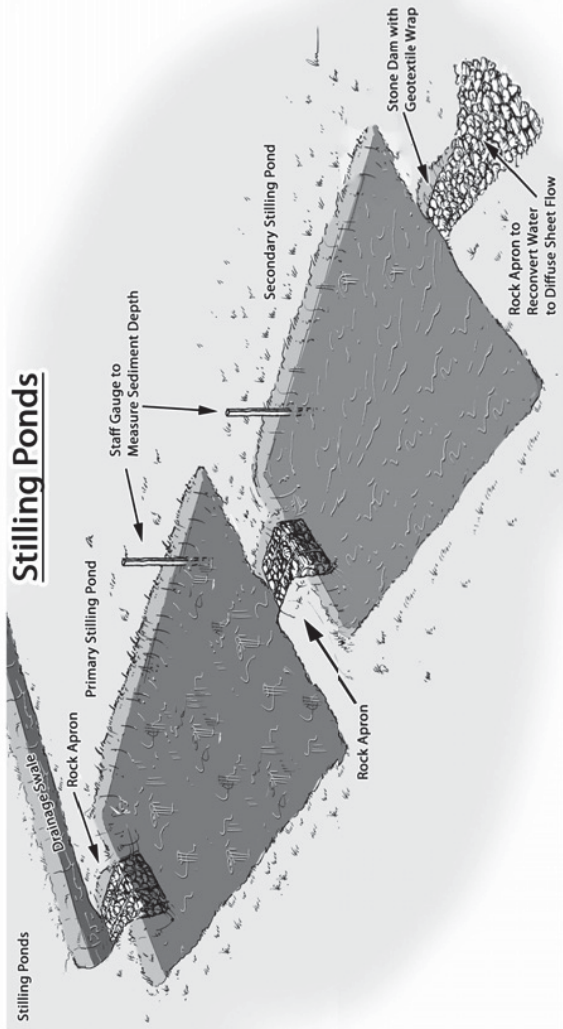 Stilling Ponds
Stilling Ponds
Drainage Swale
Rock Apron
Primary Stilling Pond
Staff Gauge to
Measure Sediment Depth
Secondary Stilling Pond
Rock Apron
Stone Dam with
Geotextile Wrap
Rock Apron to
Reconvert Water
to Diffuse Sheet Flow